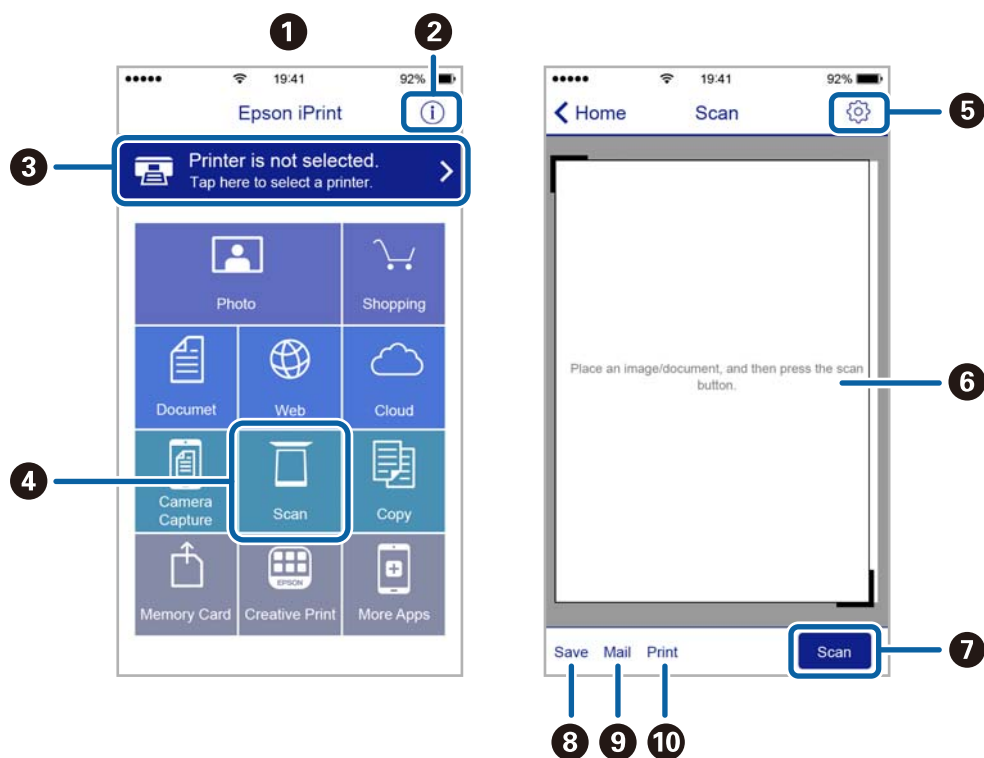 1
2
19:41
92%
Epson iPrint
i
3
Printer is not selected.
Tap here to select a printer.
Photo
Shopping
Documet
Web
Cloud
4
Camera
Capture
Scan
Copy
EPSON
Memory Card
Creative Print
More Apps
19:41
92%
Home
Scan
5
Place an image/document, and then press the scan
button.
6
Save
Mail
Print
Scan
7
8
9
10